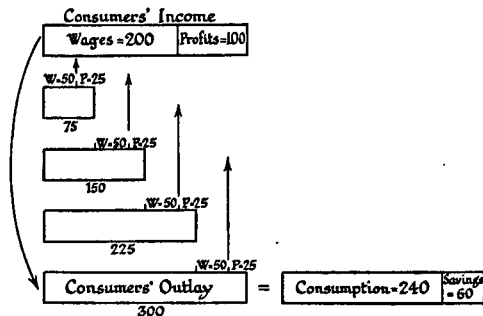 Consumers' Income
Wages = 200 Profits = 100
W=50, P=25
75
W=50, P=25
150
W=50, P=25
225
W=50, P=25
Consumers' Outlay = Consumption = 240 Savings = 60
300